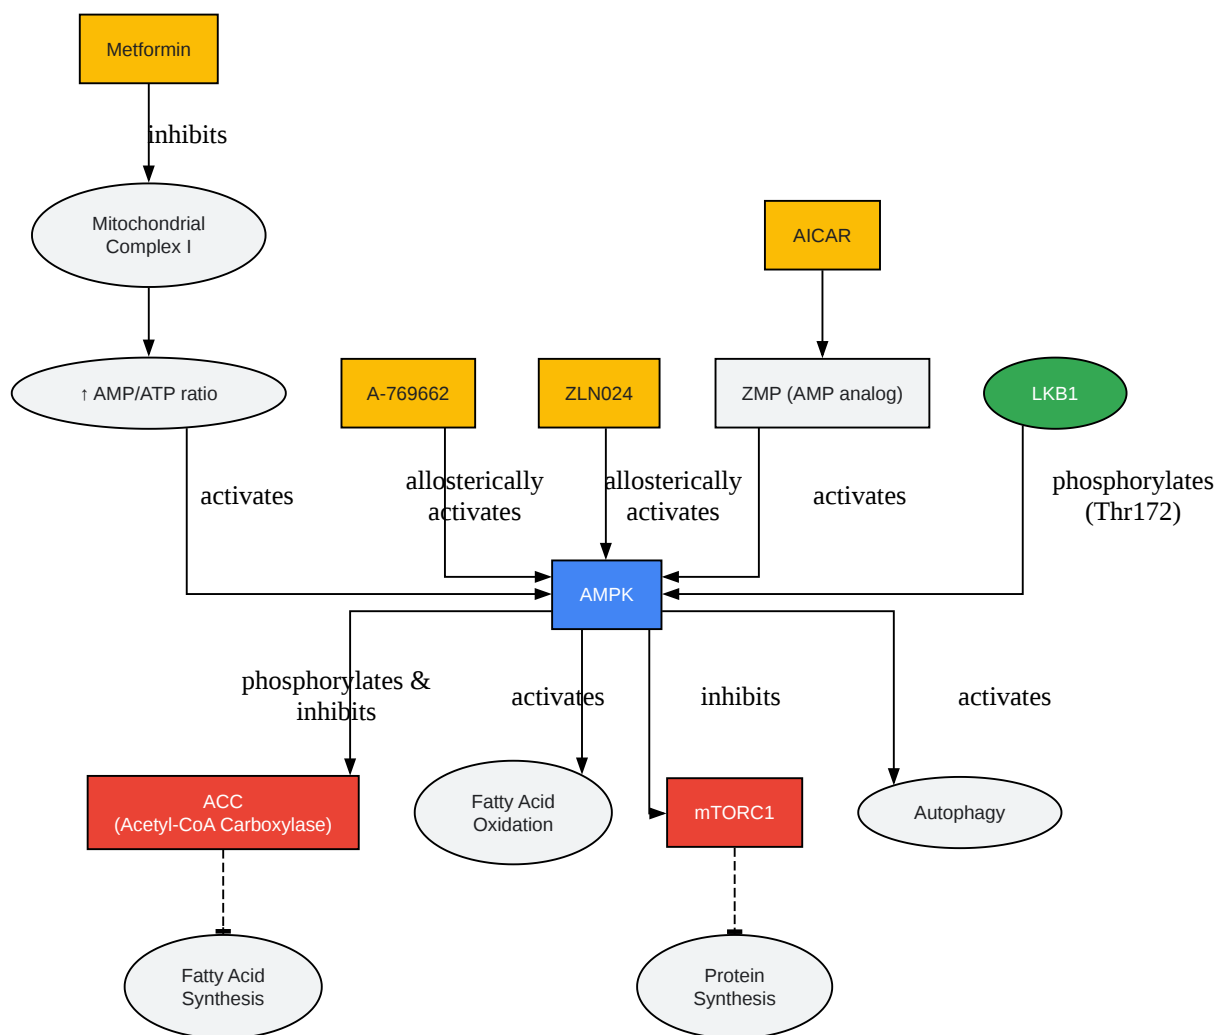 Metformin
inhibits
Mitochondrial
Complex I
AICAR
↑ AMP/ATP ratio
A-769662
ZLN024
ZMP (AMP analog)
LKB1
activates
allosterically
activates
allosterically
activates
activates
phosphorylates
(Thr172)
AMPK
phosphorylates &
inhibits
activates
inhibits
activates
ACC
(Acetyl-CoA Carboxylase)
Fatty Acid
Oxidation
mTORC1
Autophagy
Fatty Acid
Synthesis
Protein
Synthesis